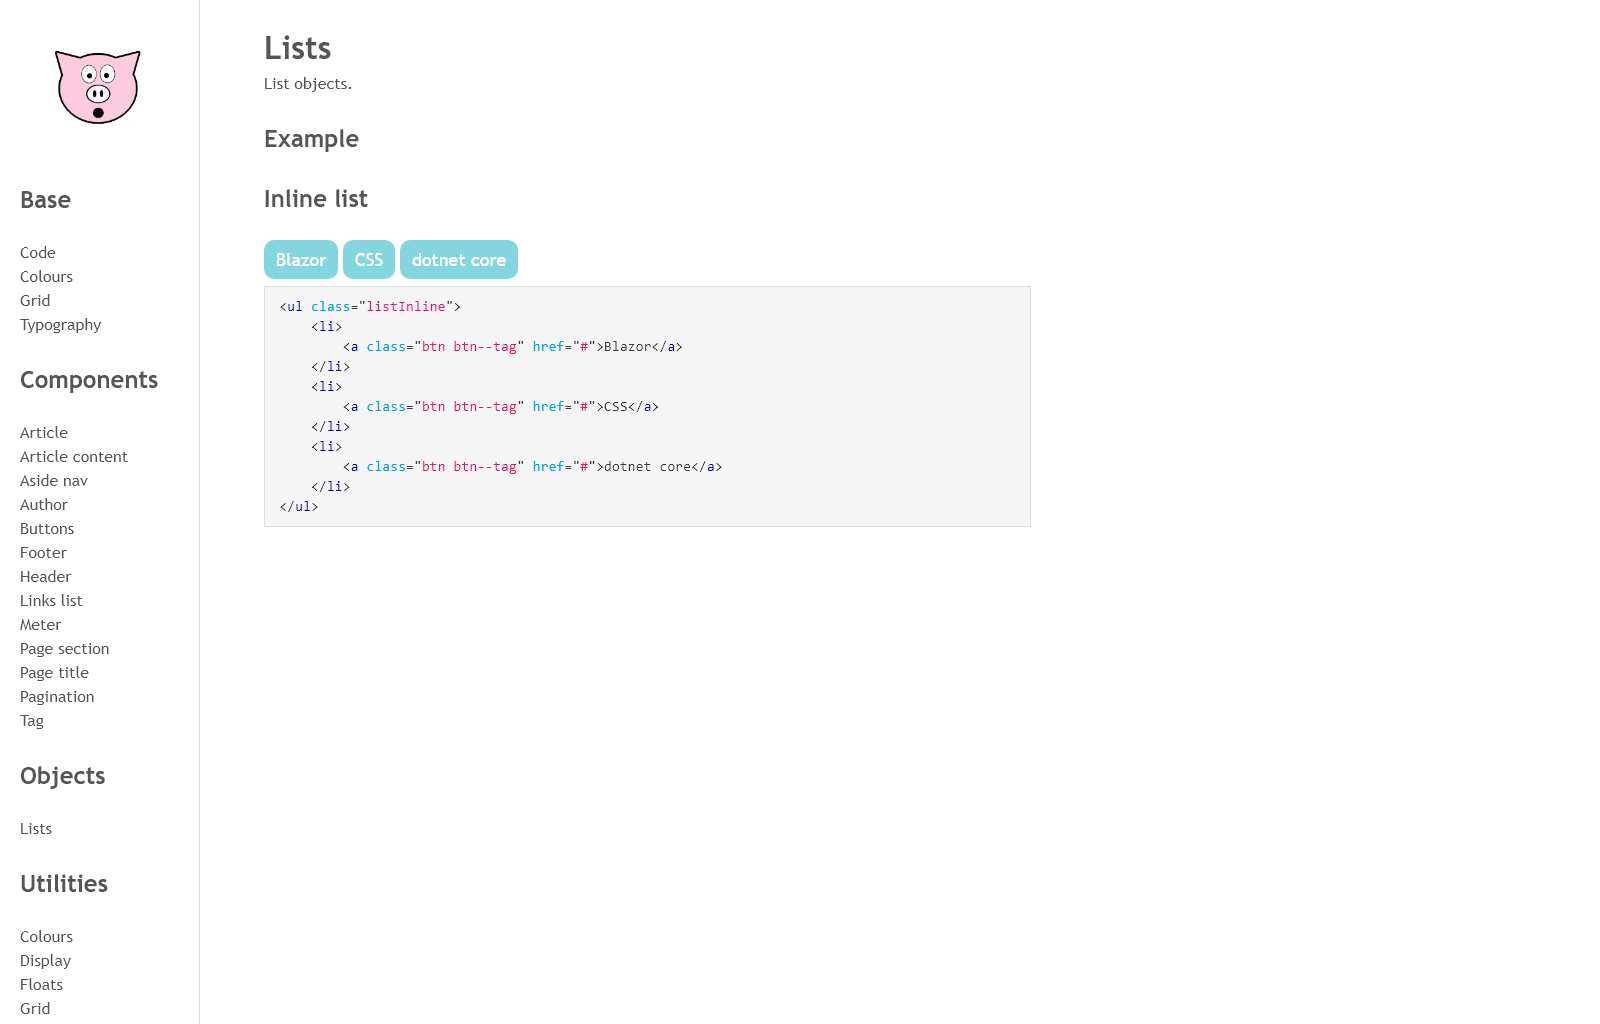 Base
Code
Colours
Grid
Typography
Components
Article
Article content
Aside nav
Author
Buttons
Footer
Header
Links list
Meter
Page section
Page title
Pagination
Tag
Objects
Lists
Utilities
Colours
Display
Floats
Grid
Lists
List objects.
Example
Inline list
Blazor CSS dotnet core
<ul class="listInline">
    <li>
        <a class="btn btn--tag" href="#">Blazor</a>
    </li>
    <li>
        <a class="btn btn--tag" href="#">CSS</a>
    </li>
    <li>
        <a class="btn btn--tag" href="#">dotnet core</a>
    </li>
</ul>